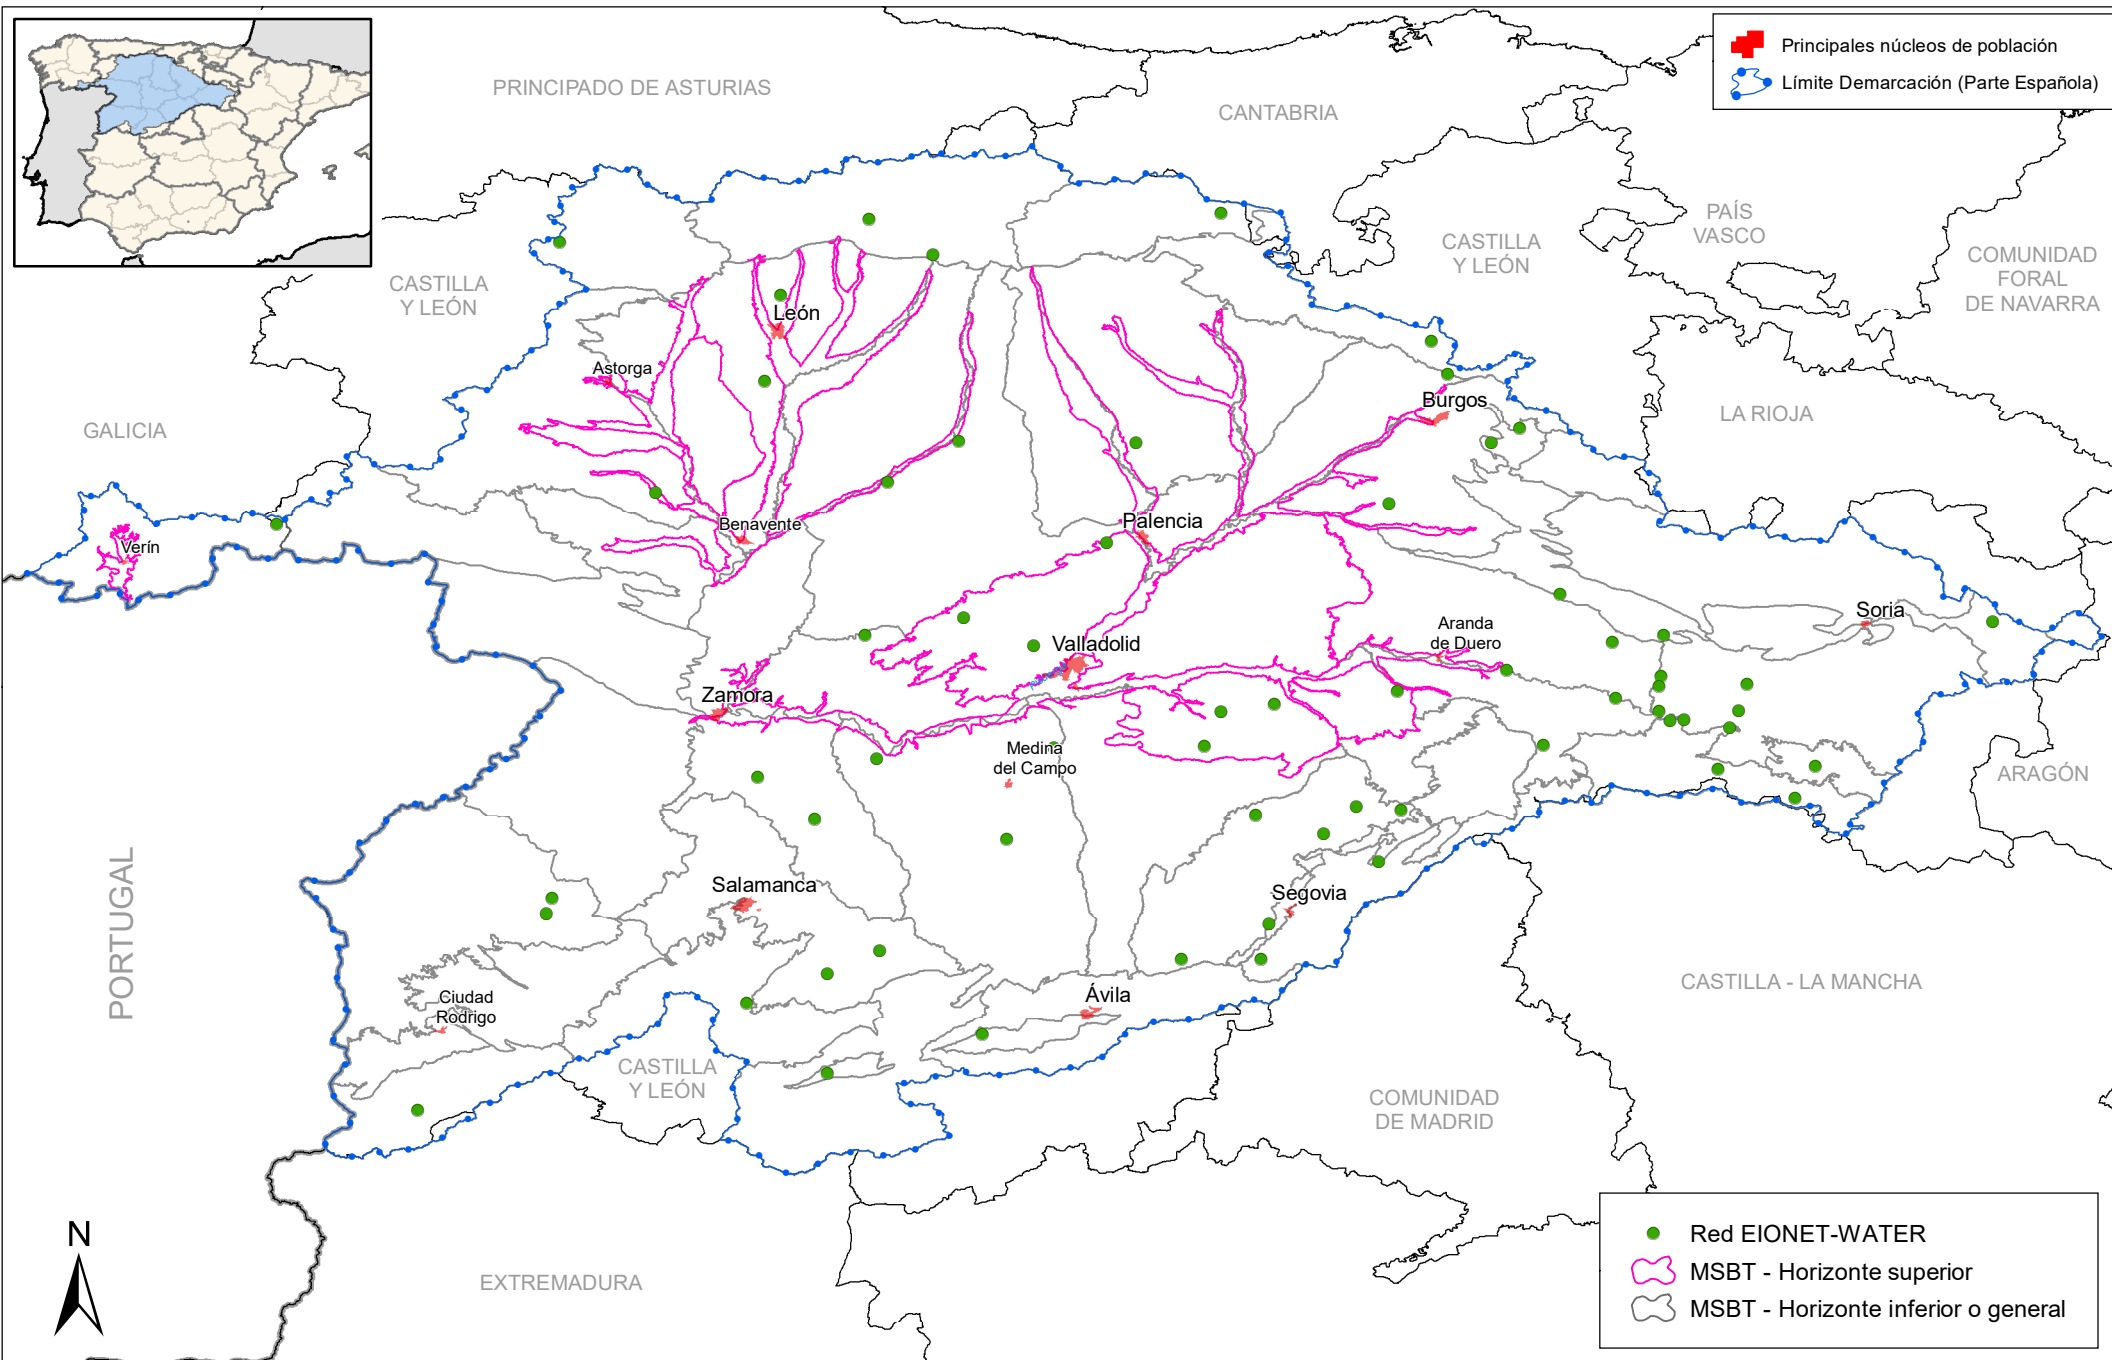 Principales núcleos de población
Límite Demarcación (Parte Española)
PRINCIPADO DE ASTURIAS
CANTABRIA
PAÍS
VASCO
CASTILLA
Y LEÓN
COMUNIDAD
FORAL
DE NAVARRA
CASTILLA
Y LEÓN
León
Astorga
Burgos
LA RIOJA
GALICIA
Benavente
Palencia
Verín
Soria
Aranda
de Duero
Valladolid
Zamora
Medina
del Campo
ARAGÓN
PORTUGAL
Salamanca
Segovia
CASTILLA - LA MANCHA
Ciudad
Rodrigo
Ávila
CASTILLA
Y LEÓN
COMUNIDAD
DE MADRID
N
EXTREMADURA
Red EIONET-WATER
MSBT - Horizonte superior
MSBT - Horizonte inferior o general